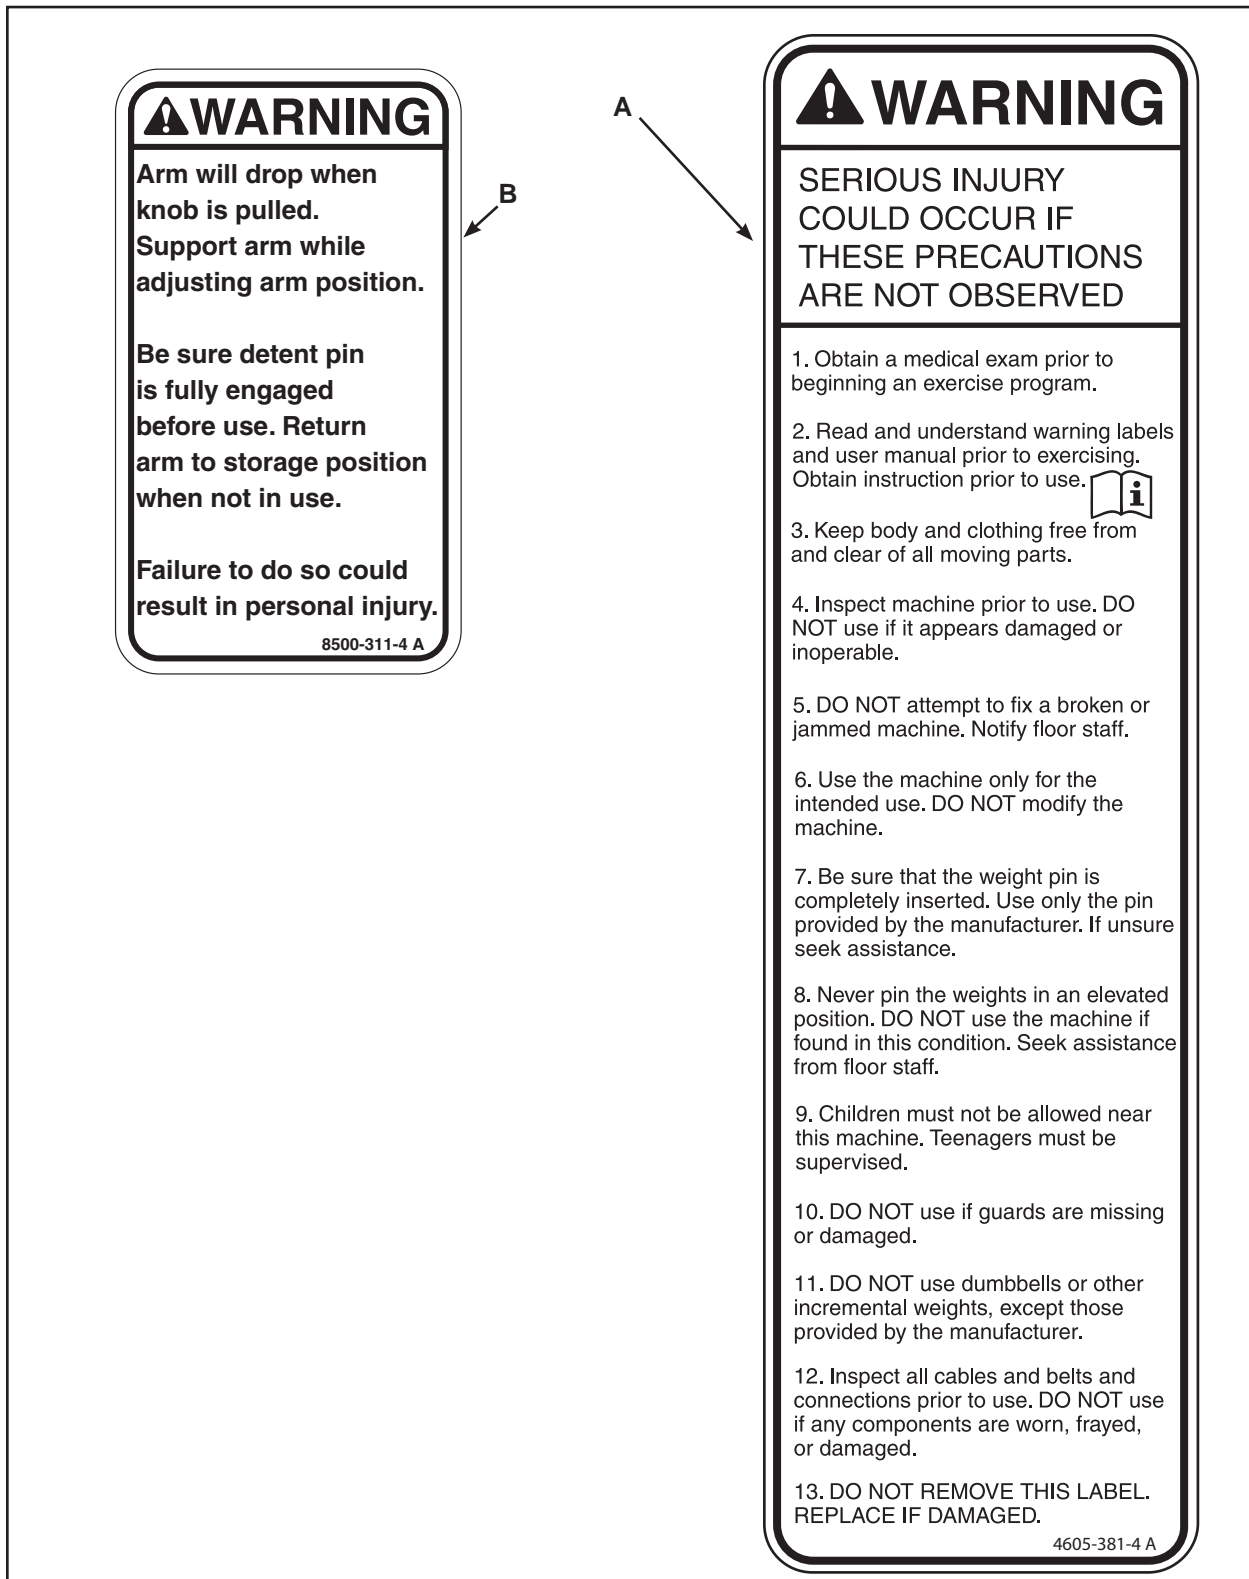 WARNING
Arm will drop when
knob is pulled.
Support arm while
adjusting arm position.
Be sure detent pin
is fully engaged
before use. Return
arm to storage position
when not in use.
Failure to do so could
result in personal injury.
8500-311-4 A
B
A
WARNING
SERIOUS INJURY
COULD OCCUR IF
THESE PRECAUTIONS
ARE NOT OBSERVED
1. Obtain a medical exam prior to
beginning an exercise program.
2. Read and understand warning labels
and user manual prior to exercising.
Obtain instruction prior to use.
3. Keep body and clothing free from
and clear of all moving parts.
4. Inspect machine prior to use. DO
NOT use if it appears damaged or
inoperable.
5. DO NOT attempt to fix a broken or
jammed machine. Notify floor staff.
6. Use the machine only for the
intended use. DO NOT modify the
machine.
7. Be sure that the weight pin is
completely inserted. Use only the pin
provided by the manufacturer. If unsure
seek assistance.
8. Never pin the weights in an elevated
position. DO NOT use the machine if
found in this condition. Seek assistance
from floor staff.
9. Children must not be allowed near
this machine. Teenagers must be
supervised.
10. DO NOT use if guards are missing
or damaged.
11. DO NOT use dumbbells or other
incremental weights, except those
provided by the manufacturer.
12. Inspect all cables and belts and
connections prior to use. DO NOT use
if any components are worn, frayed,
or damaged.
13. DO NOT REMOVE THIS LABEL.
REPLACE IF DAMAGED.
4605-381-4 A